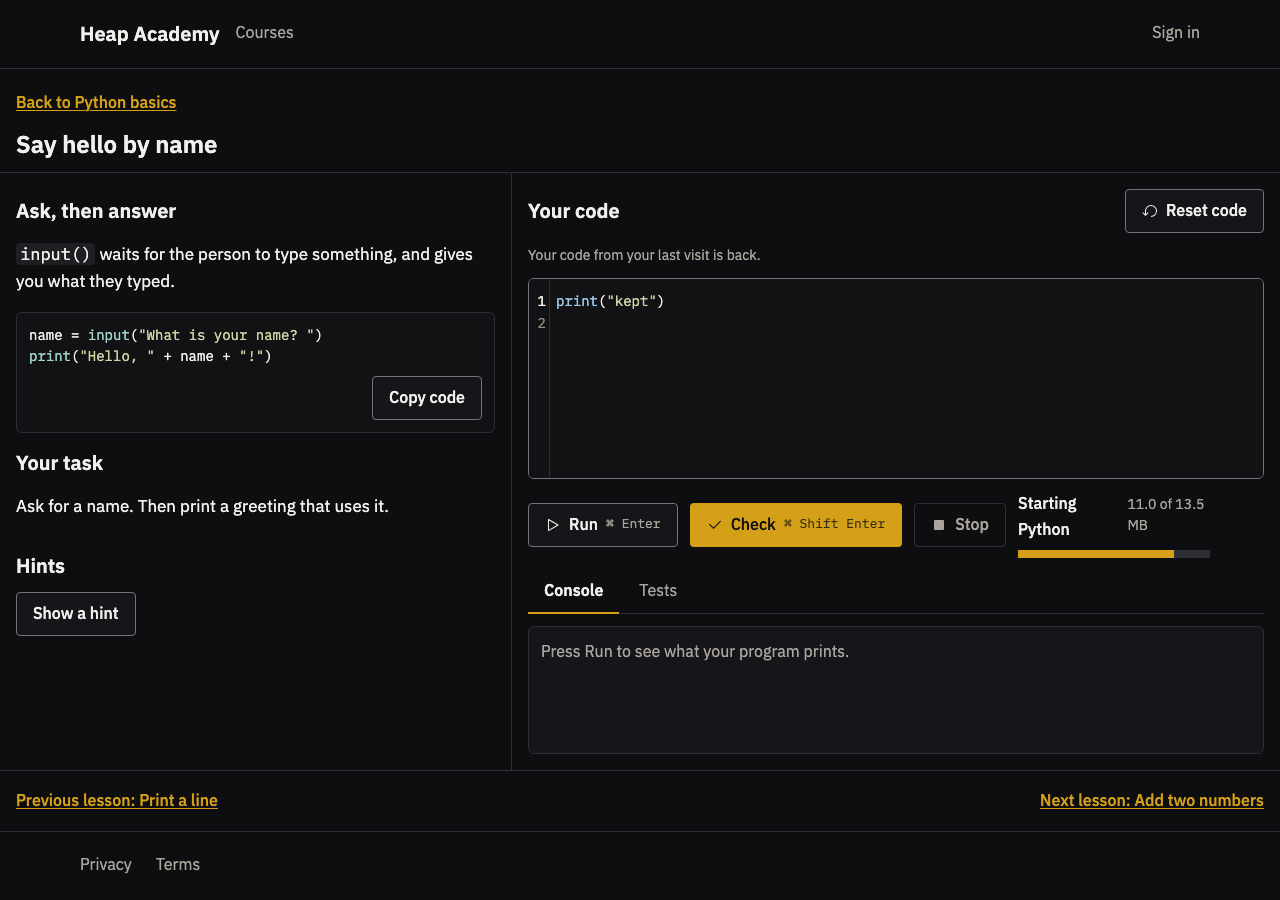 Heap Academy Courses Sign in
Back to Python basics
Say hello by name
Ask, then answer
input() waits for the person to type something, and gives
you what they typed.
name = input("What is your name? ")
print("Hello, " + name + "!")
Copy code
Your task
Ask for a name. Then print a greeting that uses it.
Hints
Show a hint
Your code
Reset code
Your code from your last visit is back.
1 print("kept")
2
Run ⌘ Enter
Check ⌘ Shift Enter
Stop
Starting
Python
11.0 of 13.5
MB
Console Tests
Press Run to see what your program prints.
Previous lesson: Print a line
Next lesson: Add two numbers
Privacy Terms